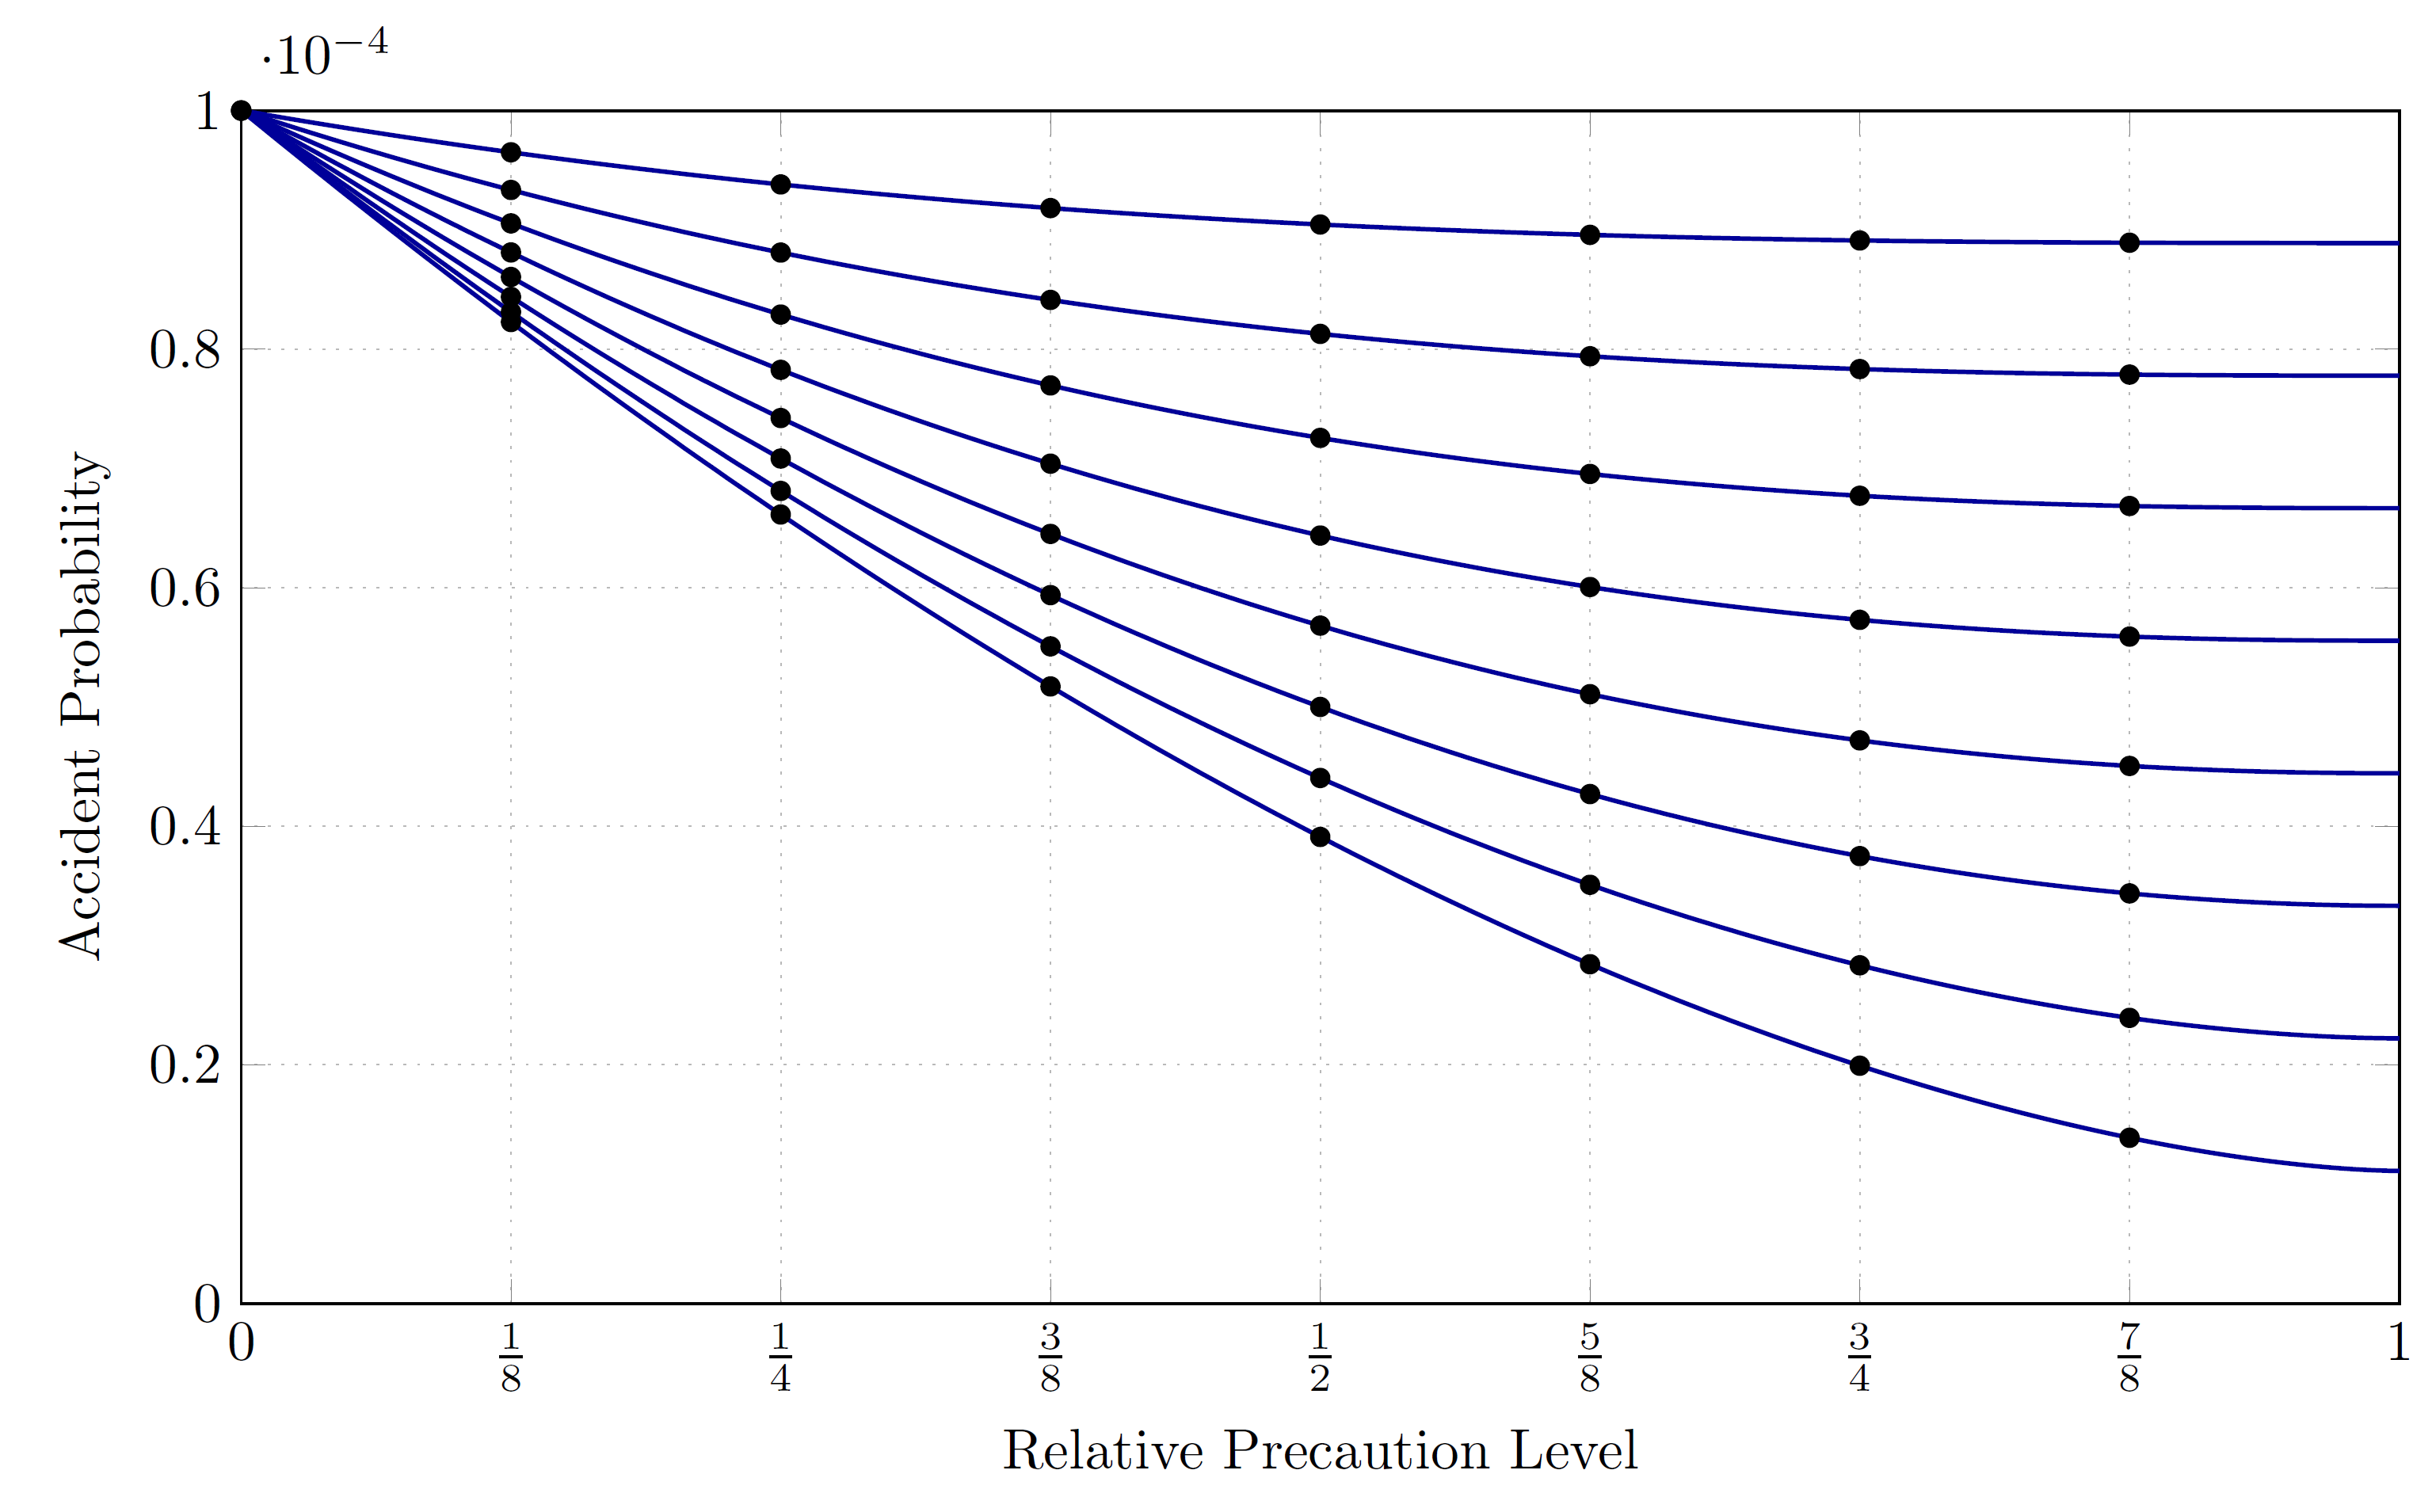 ·10⁻⁴
1
0.8
0.6
0.4
0.2
0
0 1/8 1/4 3/8 1/2 5/8 3/4 7/8 1
Accident Probability
Relative Precaution Level